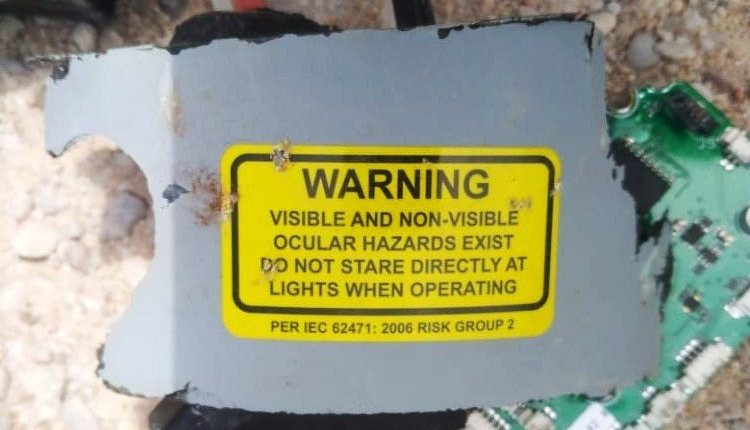 WARNING
VISIBLE AND NON-VISIBLE
OCULAR HAZARDS EXIST
DO NOT STARE DIRECTLY AT
LIGHTS WHEN OPERATING
PER IEC 62471: 2006 RISK GROUP 2